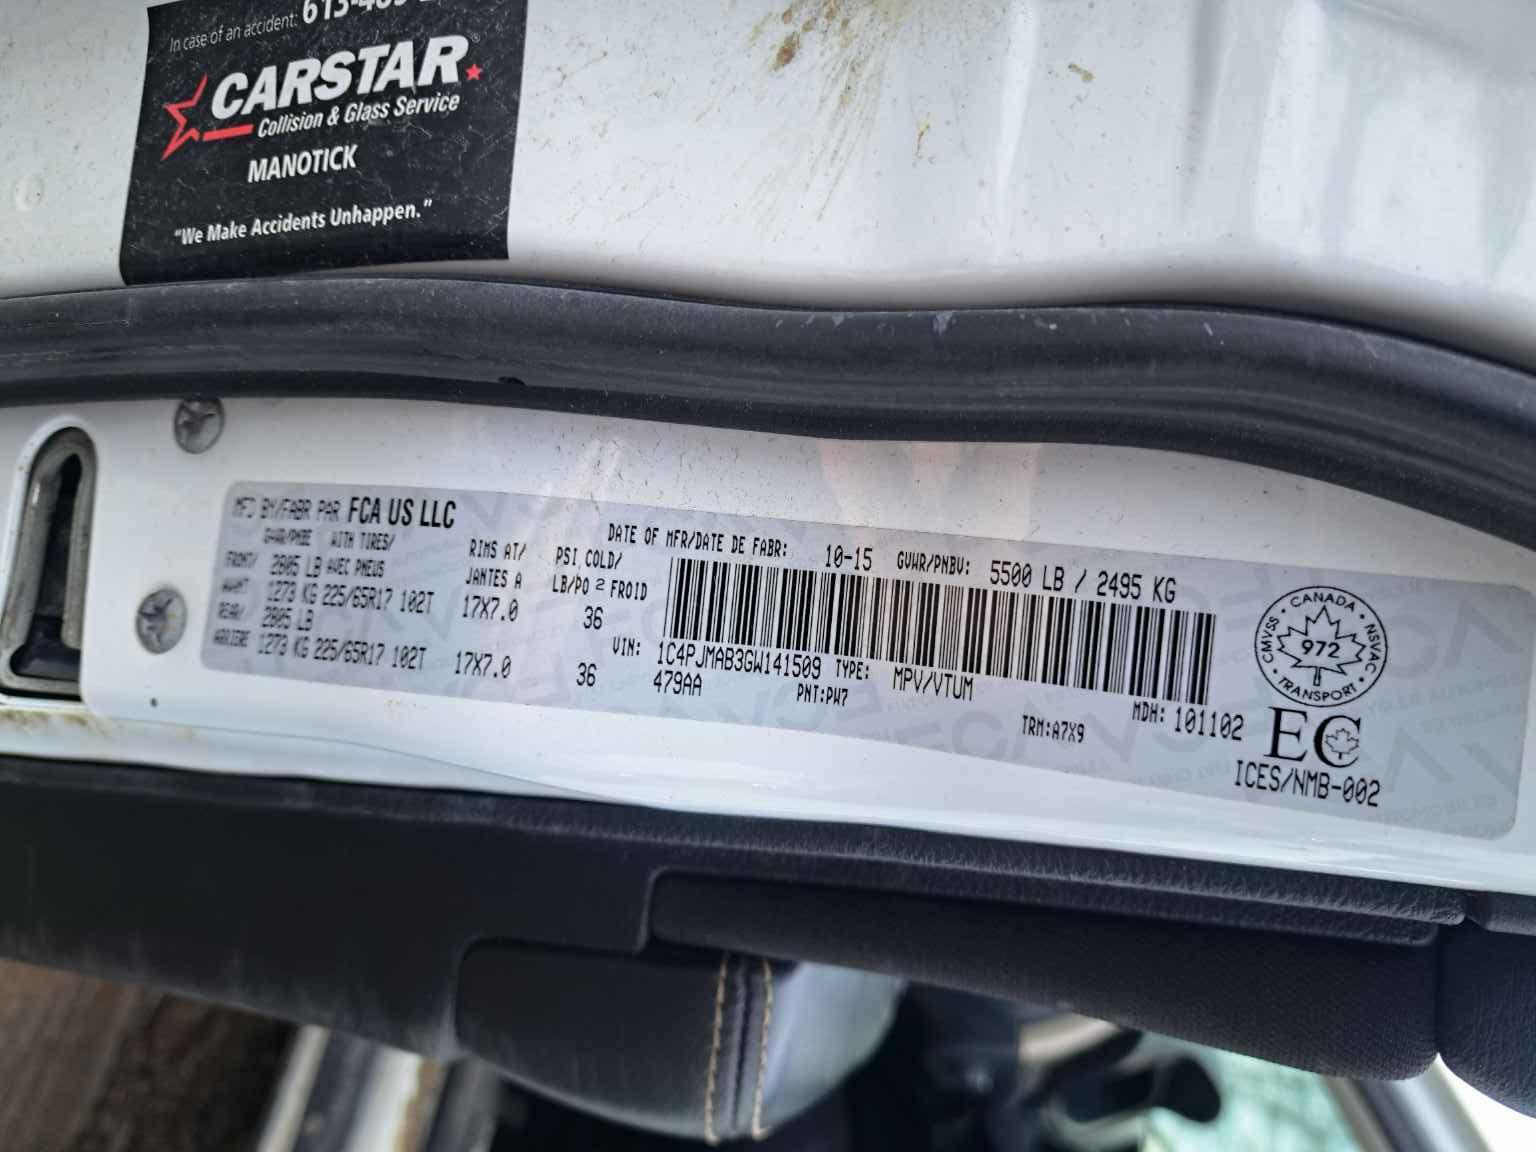 In case of an accident:
CARSTAR
Collision & Glass Service
MANOTICK
"We Make Accidents Unhappen."
MFD BY/FABR PAR FCA US LLC
DATE OF MFR/DATE DE FABR: 10-15 GVWR/PNBV: 5500 LB / 2495 KG
GAWR/PNBE WITH TIRES/ RIMS AT/ PSI COLD/
AVEC PNEUS JANTES A LB/PO 2 FROID
FRONT/ 2805 LB
AVANT 1273 KG 225/65R17 102T 17X7.0 36
REAR/ 2805 LB
ARRIERE 1273 KG 225/65R17 102T 17X7.0 36
VIN: 1C4PJMAB3GW141509 TYPE: MPV/VTUM
479AA PNT:PW7 TRM:A7X9 MDH: 101102
CANADA
CMVSS 972 NSVAC
TRANSPORT
EC
ICES/NMB-002